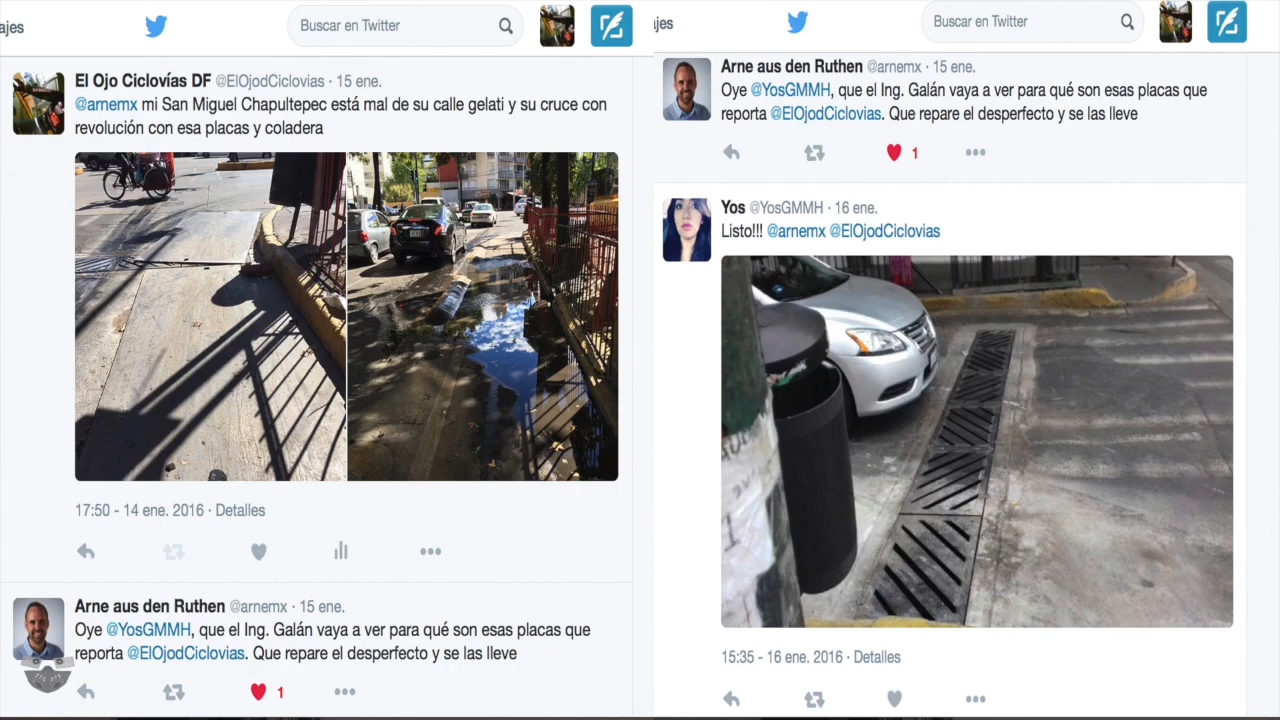 ajes
Buscar en Twitter
El Ojo Ciclovías DF @ElOjodCiclovias · 15 ene.
@arnemx mi San Miguel Chapultepec está mal de su calle gelati y su cruce con
revolución con esa placas y coladera
17:50 - 14 ene. 2016 · Detalles
Arne aus den Ruthen @arnemx · 15 ene.
Oye @YosGMMH, que el Ing. Galán vaya a ver para qué son esas placas que
reporta @ElOjodCiclovias. Que repare el desperfecto y se las lleve
1
ajes
Buscar en Twitter
Arne aus den Ruthen @arnemx · 15 ene.
Oye @YosGMMH, que el Ing. Galán vaya a ver para qué son esas placas que
reporta @ElOjodCiclovias. Que repare el desperfecto y se las lleve
1
Yos @YosGMMH · 16 ene.
Listo!!! @arnemx @ElOjodCiclovias
15:35 - 16 ene. 2016 · Detalles